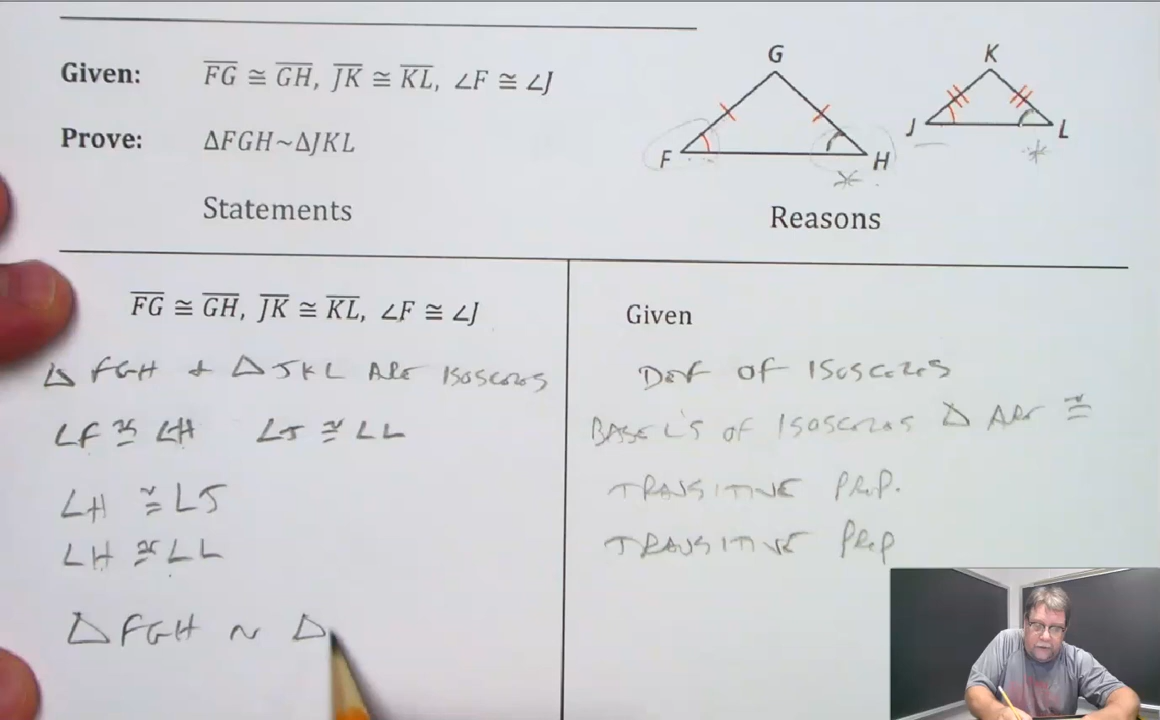 Given: FG ≅ GH, JK ≅ KL, ∠F ≅ ∠J
Prove: ΔFGH~ΔJKL
G
F
H
K
J
L
Statements
Reasons
FG ≅ GH, JK ≅ KL, ∠F ≅ ∠J
Given
Δ FGH + Δ JKL ARE ISOSCELES
DEF OF ISOSCELES
∠F ≅ ∠H ∠J ≅ ∠L
BASE ∠'S OF ISOSCELES Δ ARE ≅
∠H ≅ ∠J
TRANSITIVE PROP.
∠H ≅ ∠L
TRANSITIVE PROP
Δ FGH ~ Δ